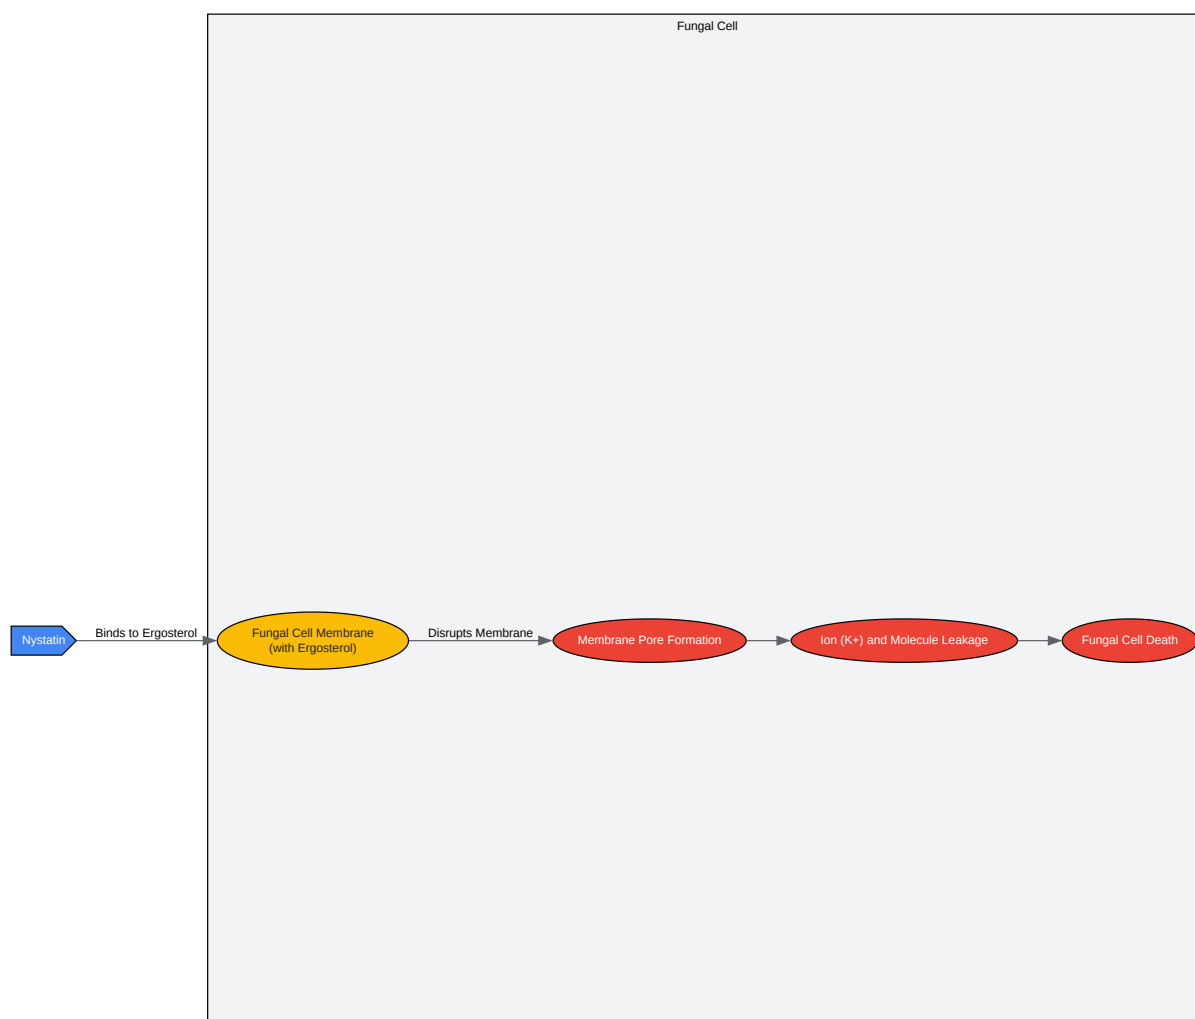 Fungal Cell
Nystatin
Binds to Ergosterol
Fungal Cell Membrane
(with Ergosterol)
Disrupts Membrane
Membrane Pore Formation
Ion (K+) and Molecule Leakage
Fungal Cell Death